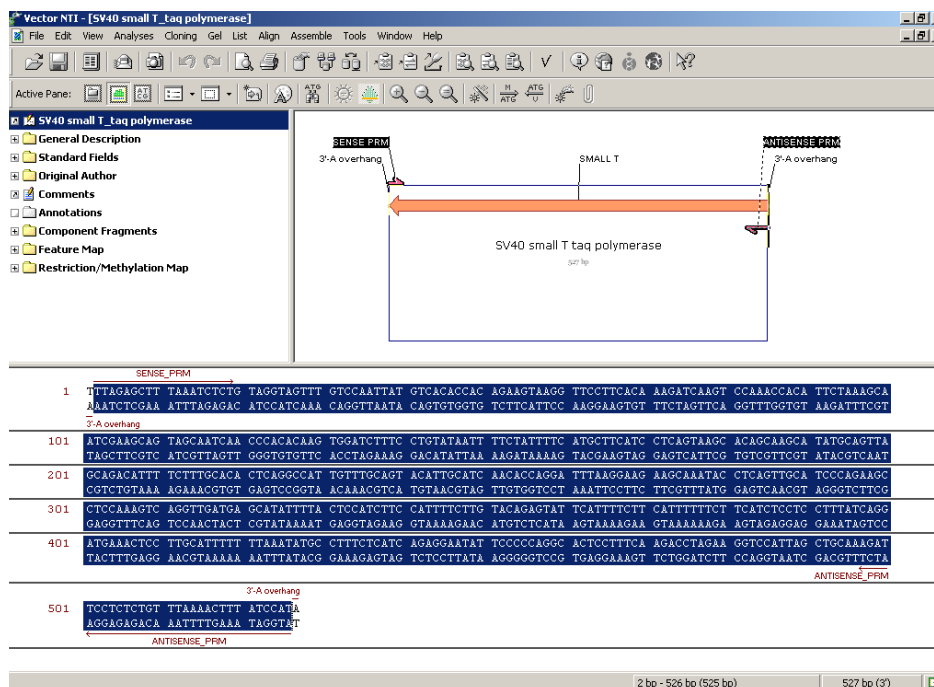 Vector NTI - [SV40 small T_taq polymerase]
File Edit View Analyses Cloning Gel List Align Assemble Tools Window Help
Active Pane:
SV40 small T_taq polymerase
General Description
Standard Fields
Original Author
Comments
Annotations
Component Fragments
Feature Map
Restriction/Methylation Map
SENSE PRM
ANTISENSE PRM
3'-A overhang
SMALL T
3'-A overhang
SV40 small T taq polymerase
527 bp
SENSE_PRM
1 TTTAGAGCTT TAAATCTCTG TAGGTAGTTT GTCCAATTAT GTCACACCAC AGAAGTAAGG TTCCTTCACA AAGATCAAGT CCAAACCACA TTCTAAAGCA
AAATCTCGAA ATTTAGAGAC ATCCATCAAA CAGGTTAATA CAGTGTGGTG TCTTCATTCC AAGGAAGTGT TTCTAGTTCA GGTTTGGTGT AAGATTTCGT
3'-A overhang
101 ATCGAAGCAG TAGCAATCAA CCCACACAAG TGGATCTTTC CTGTATAATT TTCTATTTTC ATGCTTCATC CTCAGTAAGC ACAGCAAGCA TATGCAGTTA
TAGCTTCGTC ATCGTTAGTT GGGTGTGTTC ACCTAGAAAG GACATATTAA AAGATAAAAG TACGAAGTAG GAGTCATTCG TGTCGTTCGT ATACGTCAAT
201 GCAGACATTT TCTTTGCACA CTCAGGCCAT TGTTTGCAGT ACATTGCATC AACACCAGGA TTTAAGGAAG AAGCAAATAC CTCAGTTGCA TCCCAGAAGC
CGTCTGTAAA AGAAACGTGT GAGTCCGGTA ACAAACGTCA TGTAACGTAG TTGTGGTCCT AAATTCCTTC TTCGTTTATG GAGTCAACGT AGGGTCTTCG
301 CTCCAAAGTC AGGTTGATGA GCATATTTTA CTCCATCTTC CATTTTCTTG TACAGAGTAT TCATTTTCTT CATTTTTTCT TCATCTCCTC CTTTATCAGG
GAGGTTTCAG TCCAACTACT CGTATAAAAT GAGGTAGAAG GTAAAAGAAC ATGTCTCATA AGTAAAAGAA GTAAAAAAGA AGTAGAGGAG GAAATAGTCC
401 ATGAAACTCC TTGCATTTTT TTAAATATGC CTTTCTCATC AGAGGAATAT TCCCCCAGGC ACTCCTTTCA AGACCTAGAA GGTCCATTAG CTGCAAAGAT
TACTTTGAGG AACGTAAAAA AATTTATACG GAAAGAGTAG TCTCCTTATA AGGGGGTCCG TGAGGAAAGT TCTGGATCTT CCAGGTAATC GACGTTTCTA
ANTISENSE_PRM
3'-A overhang
501 TCCTCTCTGT TTAAAACTTT ATCCATA
AGGAGAGACA AATTTTGAAA TAGGTAT
ANTISENSE_PRM
2 bp - 526 bp (525 bp) 527 bp (3')